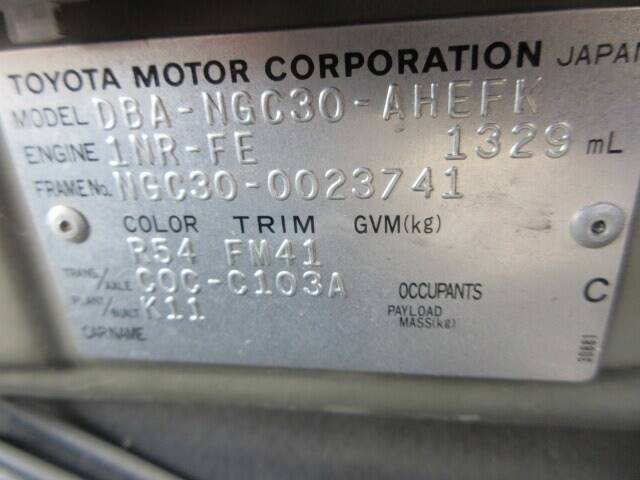 TOYOTA MOTOR CORPORATION JAPAN
MODEL DBA-NGC30-AHEFK
ENGINE 1NR-FE 1329 mL
FRAME No. NGC30-0023741
COLOR TRIM GVM(kg)
R54 FM41
TRANS./AXLE C0C-C103A OCCUPANTS C
PLANT/BUILT K11 PAYLOAD MASS(kg)
CAR NAME